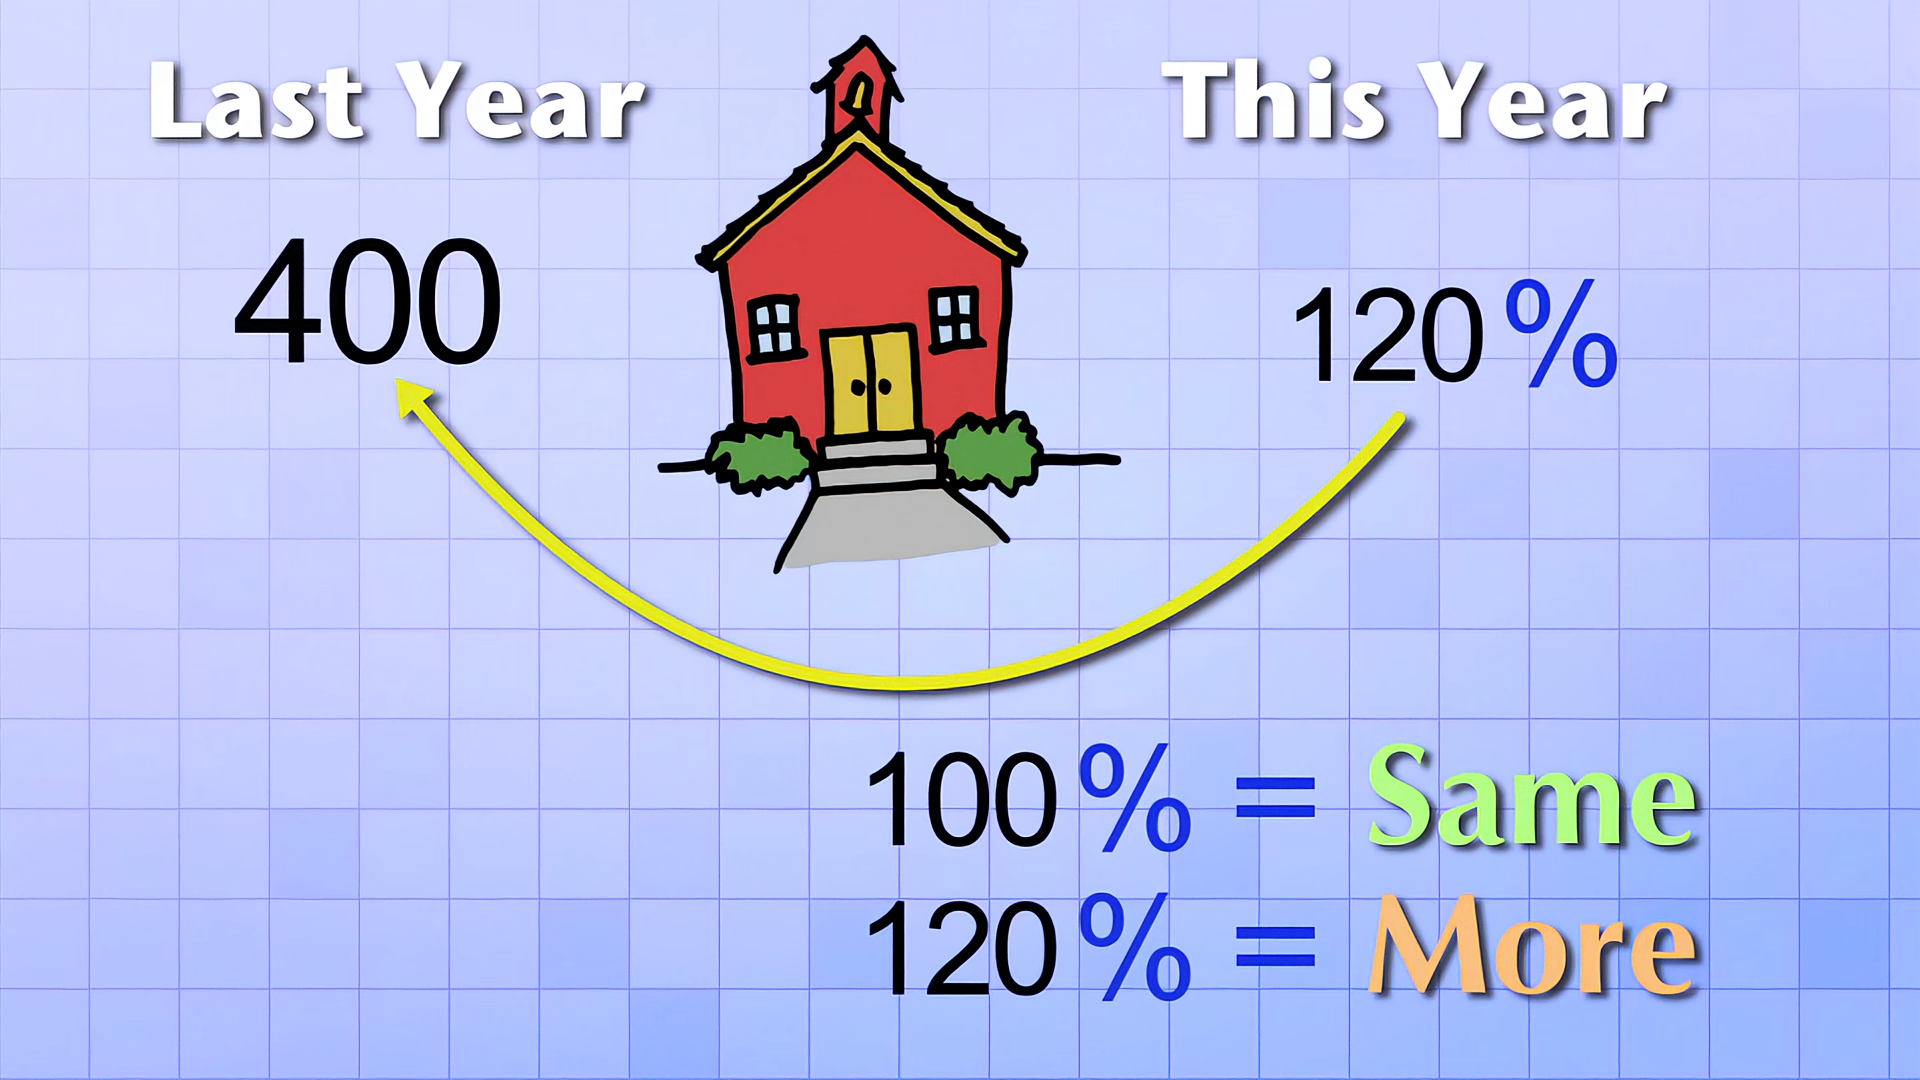 Last Year
This Year
400
120%
100% = Same
120% = More